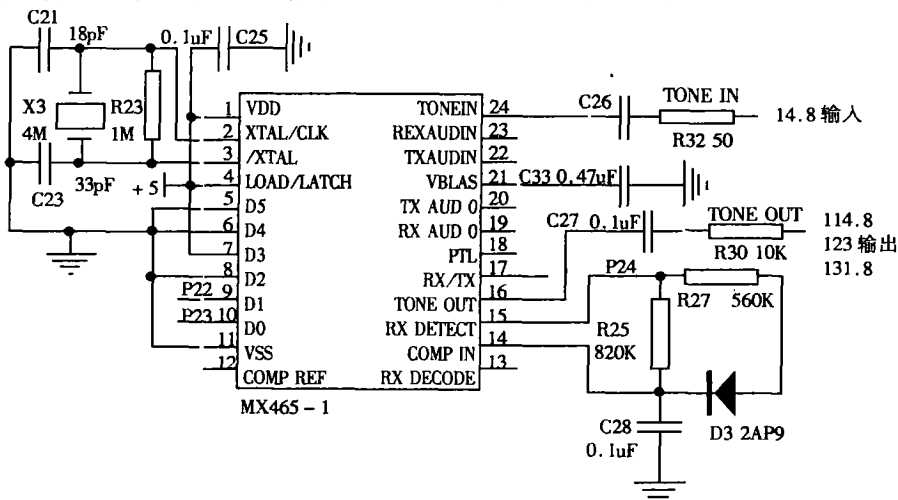 C21
18pF
0.1uF
C25
X3
4M
R23
1M
C23
33pF
+5
1 VDD
2 XTAL/CLK
3 /XTAL
4 LOAD/LATCH
5 D5
6 D4
7 D3
8 D2
P22 9 D1
P23 10 D0
11 VSS
12 COMP REF
TONEIN 24
REXAUDIN 23
TXAUDIN 22
VBLAS 21
TX AUD 0 20
RX AUD 0 19
PTL 18
RX/TX 17
TONE OUT 16
RX DETECT 15
COMP IN 14
RX DECODE 13
MX465-1
C26
TONE IN
R32 50
14.8 输入
C33 0.47uF
C27
0.1uF
TONE OUT
R30 10K
114.8
123 输出
131.8
P24
R27
560K
R25
820K
C28
0.1uF
D3 2AP9